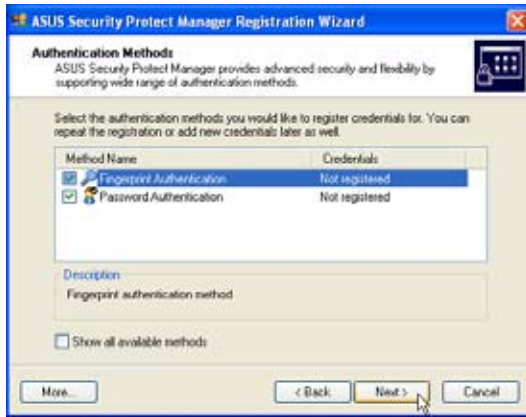 ASUS Security Protect Manager Registration Wizard
Authentication Methods
ASUS Security Protect Manager provides advanced security and flexibility by
supporting wide range of authentication methods.
Select the authentication methods you would like to register credentials for. You can
repeat the registration or add new credentials later as well.
Method Name Credentials
Fingerprint Authentication Not registered
Password Authentication Not registered
Description
Fingerprint authentication method
Show all available methods
More... < Back Next > Cancel